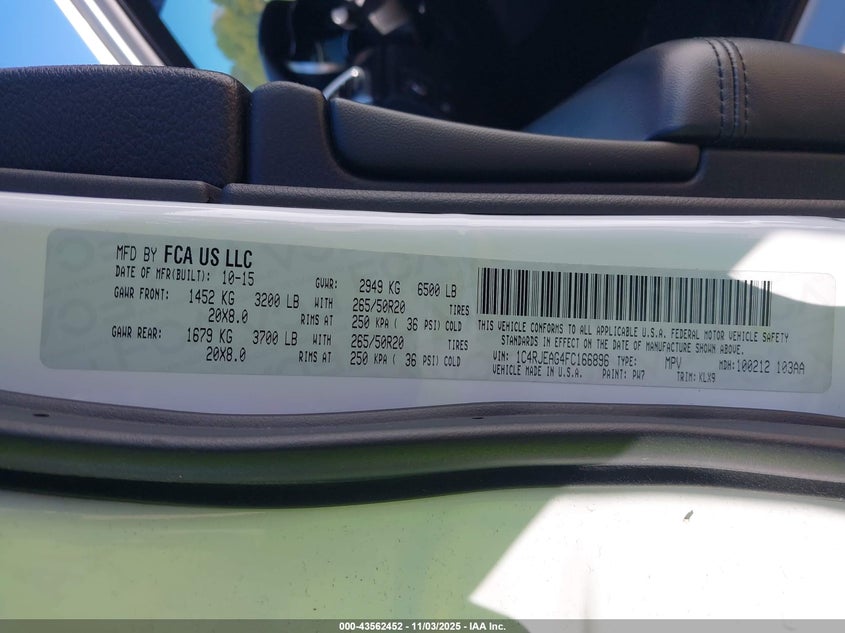 MFD BY FCA US LLC
DATE OF MFR(BUILT): 10-15 GVWR: 2949 KG 6500 LB
GAWR FRONT: 1452 KG 3200 LB WITH 265/50R20 TIRES
20X8.0 RIMS AT 250 KPA ( 36 PSI) COLD
GAWR REAR: 1679 KG 3700 LB WITH 265/50R20 TIRES
20X8.0 RIMS AT 250 KPA ( 36 PSI) COLD
THIS VEHICLE CONFORMS TO ALL APPLICABLE U.S.A. FEDERAL MOTOR VEHICLE SAFETY
STANDARDS IN EFFECT ON THE DATE OF MANUFACTURE SHOWN ABOVE.
VIN: 1C4RJEAG4FC166896 TYPE: MPV MDH:100212 103AA
VEHICLE MADE IN U.S.A. PAINT: PW7 TRIM: KLX9
000-43562452 - 11/03/2025 - IAA Inc.